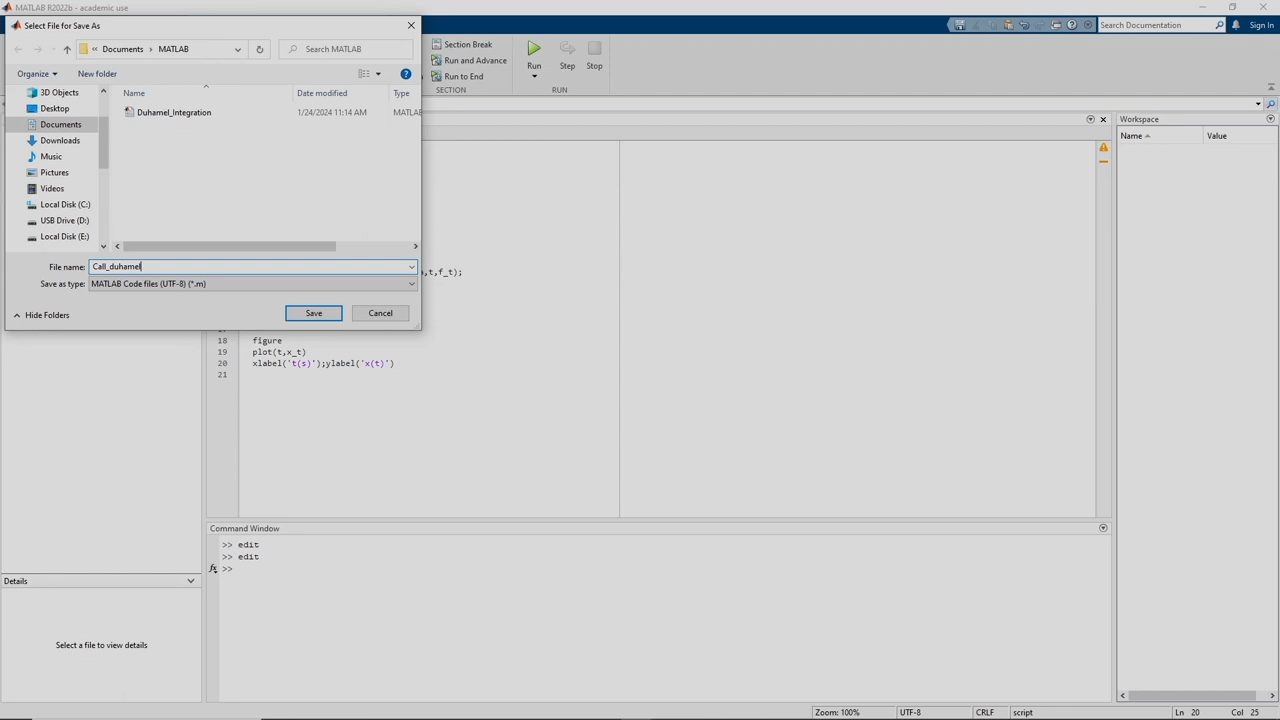 MATLAB R2022b - academic use
Select File for Save As
Documents > MATLAB
Search MATLAB
Organize
New folder
3D Objects
Desktop
Documents
Downloads
Music
Pictures
Videos
Local Disk (C:)
USB Drive (D:)
Local Disk (E:)
Name
Date modified
Type
Duhamel_Integration
1/24/2024 11:14 AM
MATLAB
File name:
Call_duhamel
Save as type:
MATLAB Code files (UTF-8) (*.m)
Hide Folders
Save
Cancel
Section Break
Run and Advance
Run to End
SECTION
Run
Step
Stop
RUN
Search Documentation
Sign In
,t,f_t);
18 figure
19 plot(t,x_t)
20 xlabel('t(s)');ylabel('x(t)')
21
Workspace
Name
Value
Command Window
>> edit
>> edit
fx >>
Details
Select a file to view details
Zoom: 100%
UTF-8
CRLF
script
Ln 20
Col 25